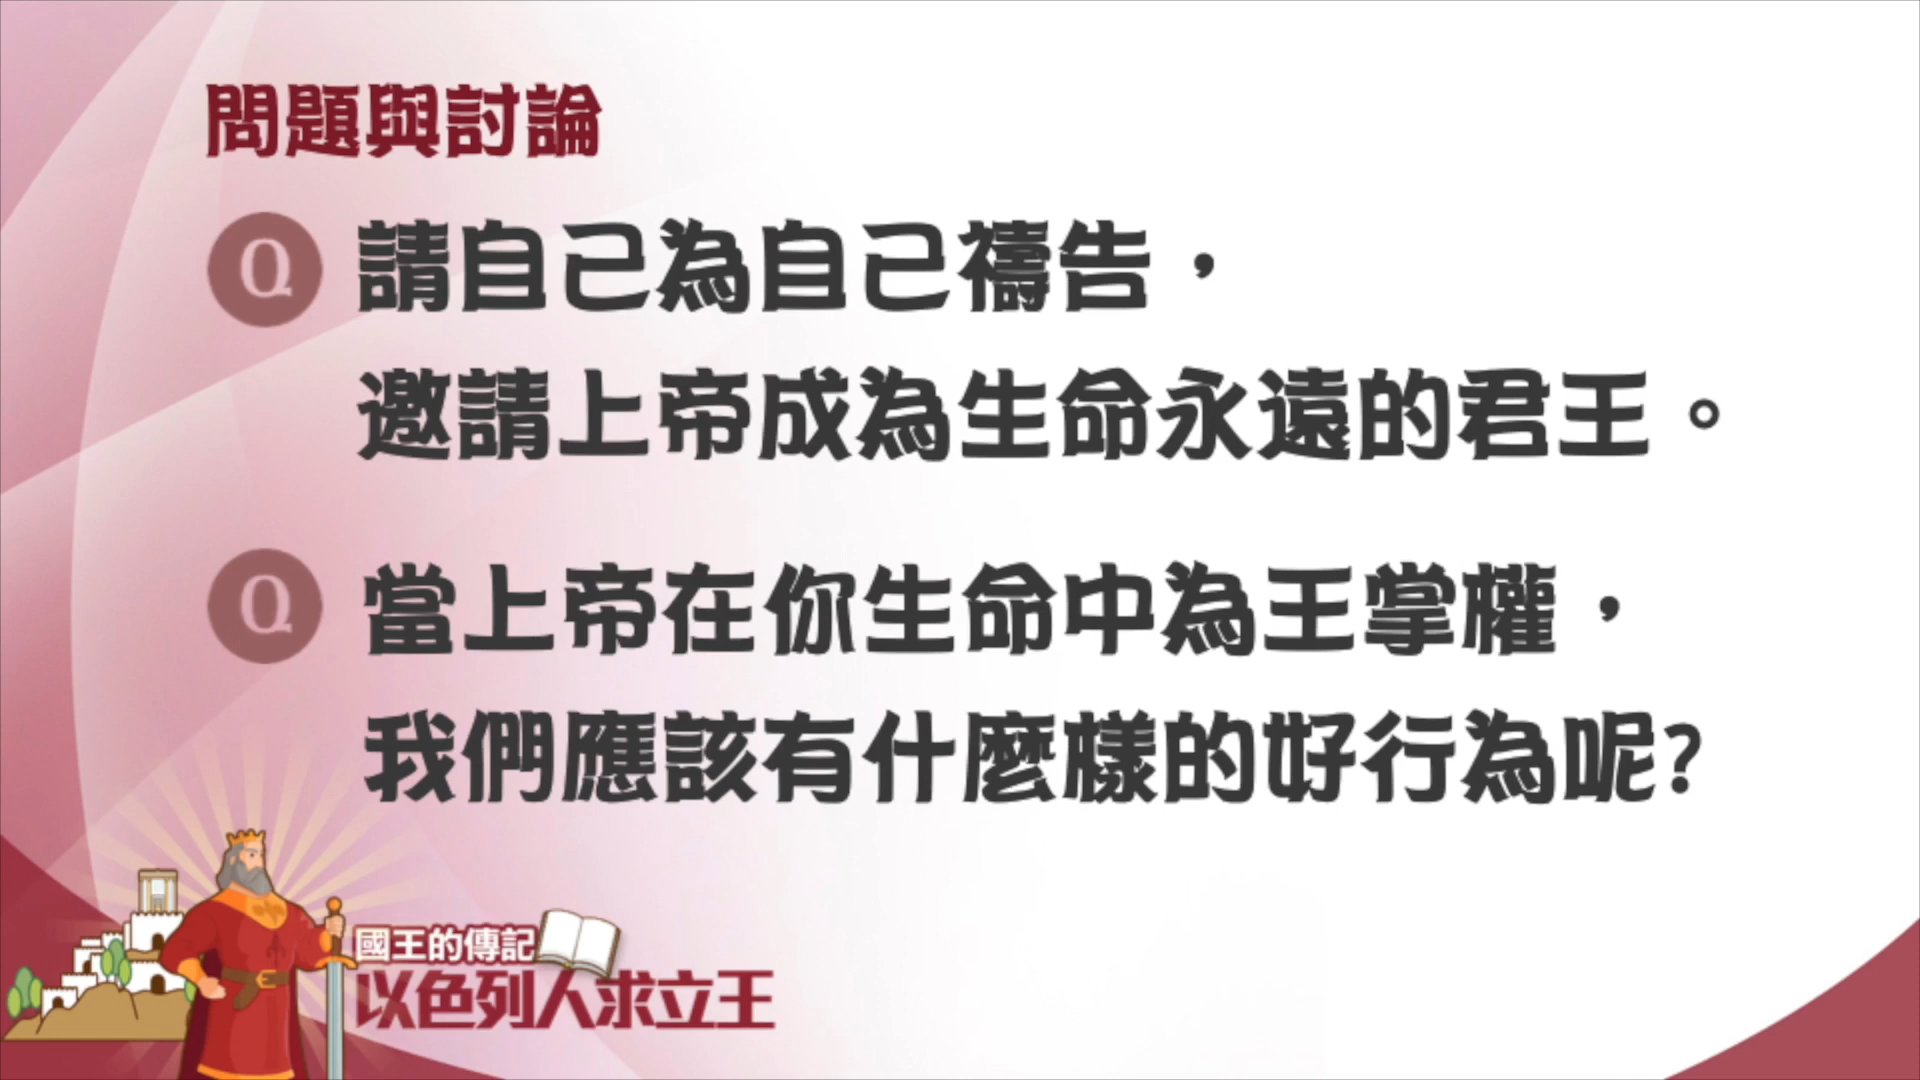 問題與討論
Q 請自己為自己禱告，
邀請上帝成為生命永遠的君王。
Q 當上帝在你生命中為王掌權，
我們應該有什麼樣的好行為呢?
國王的傳記
以色列人求立王